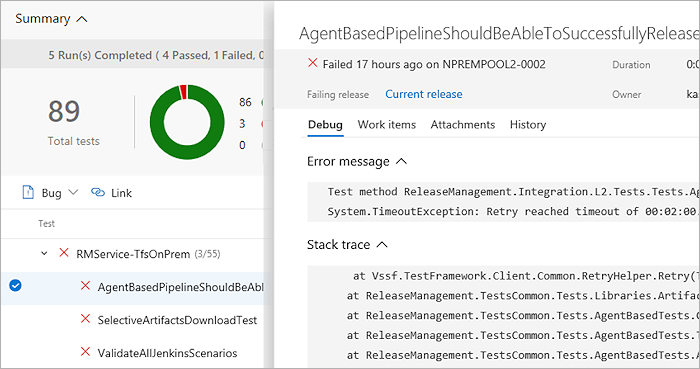 Summary
5 Run(s) Completed ( 4 Passed, 1 Failed, 0
89
Total tests
86
3
0
Bug
Link
Test
RMService-TfsOnPrem (3/55)
AgentBasedPipelineShouldBeAbl
SelectiveArtifactsDownloadTest
ValidateAllJenkinsScenarios
AgentBasedPipelineShouldBeAbleToSuccessfullyRelease
Failed 17 hours ago on NPREMPOOL2-0002
Duration 0:0
Failing release Current release
Owner ka
Debug Work items Attachments History
Error message
Test method ReleaseManagement.Integration.L2.Tests.Tests.Ag
System.TimeoutException: Retry reached timeout of 00:02:00.
Stack trace
at Vssf.TestFramework.Client.Common.RetryHelper.Retry(T
at ReleaseManagement.TestsCommon.Tests.Libraries.Artifac
at ReleaseManagement.TestsCommon.Tests.AgentBasedTests.C
at ReleaseManagement.TestsCommon.Tests.AgentBasedTests.A
at ReleaseManagement.TestsCommon.Tests.AgentBasedTests.A